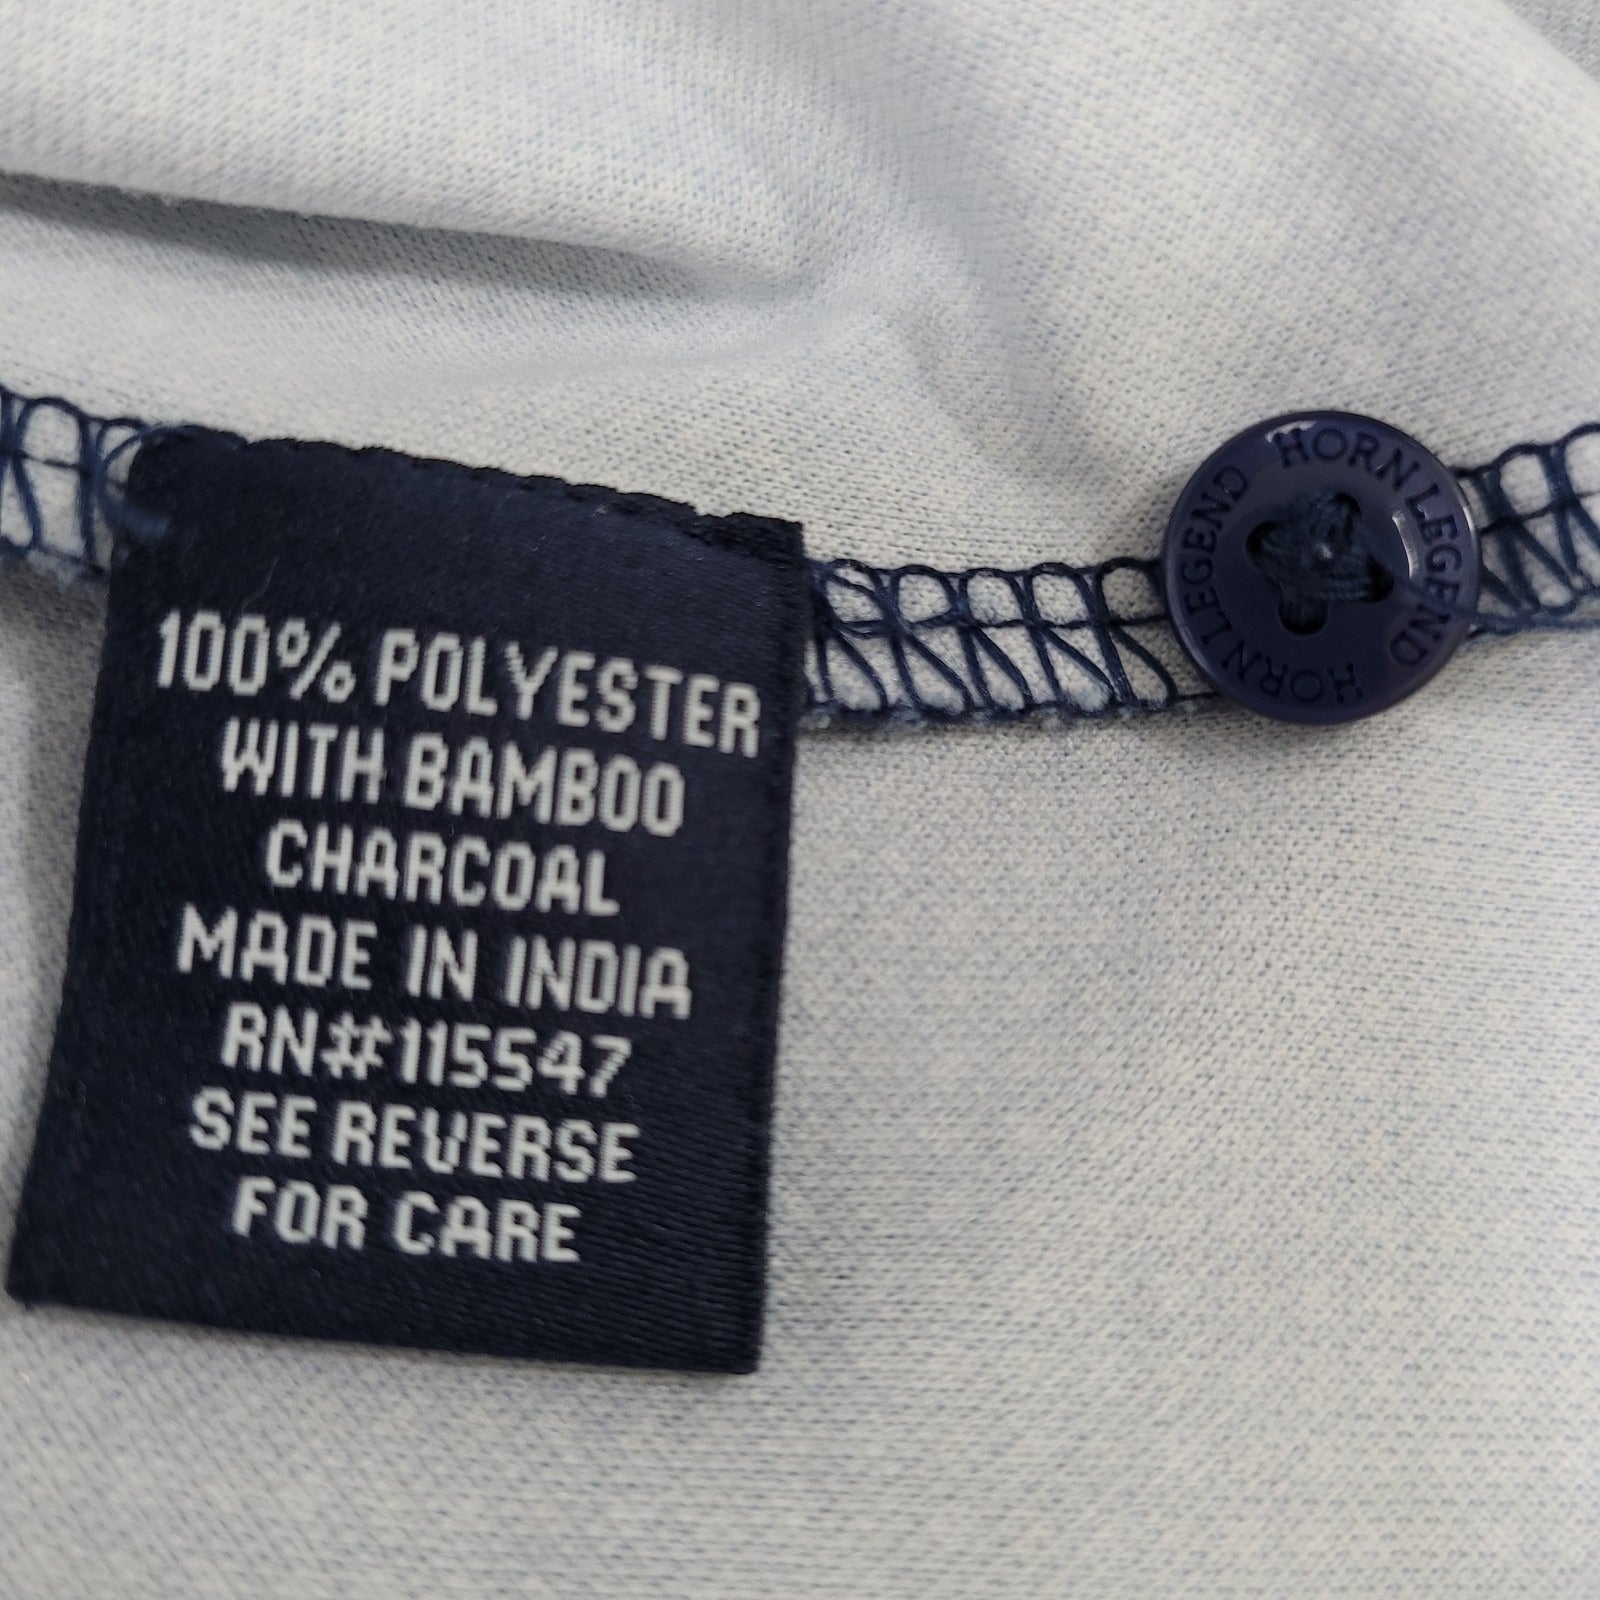 100% POLYESTER
WITH BAMBOO
CHARCOAL
MADE IN INDIA
RN#115547
SEE REVERSE
FOR CARE
HORN LEGEND
HORN LEGEND